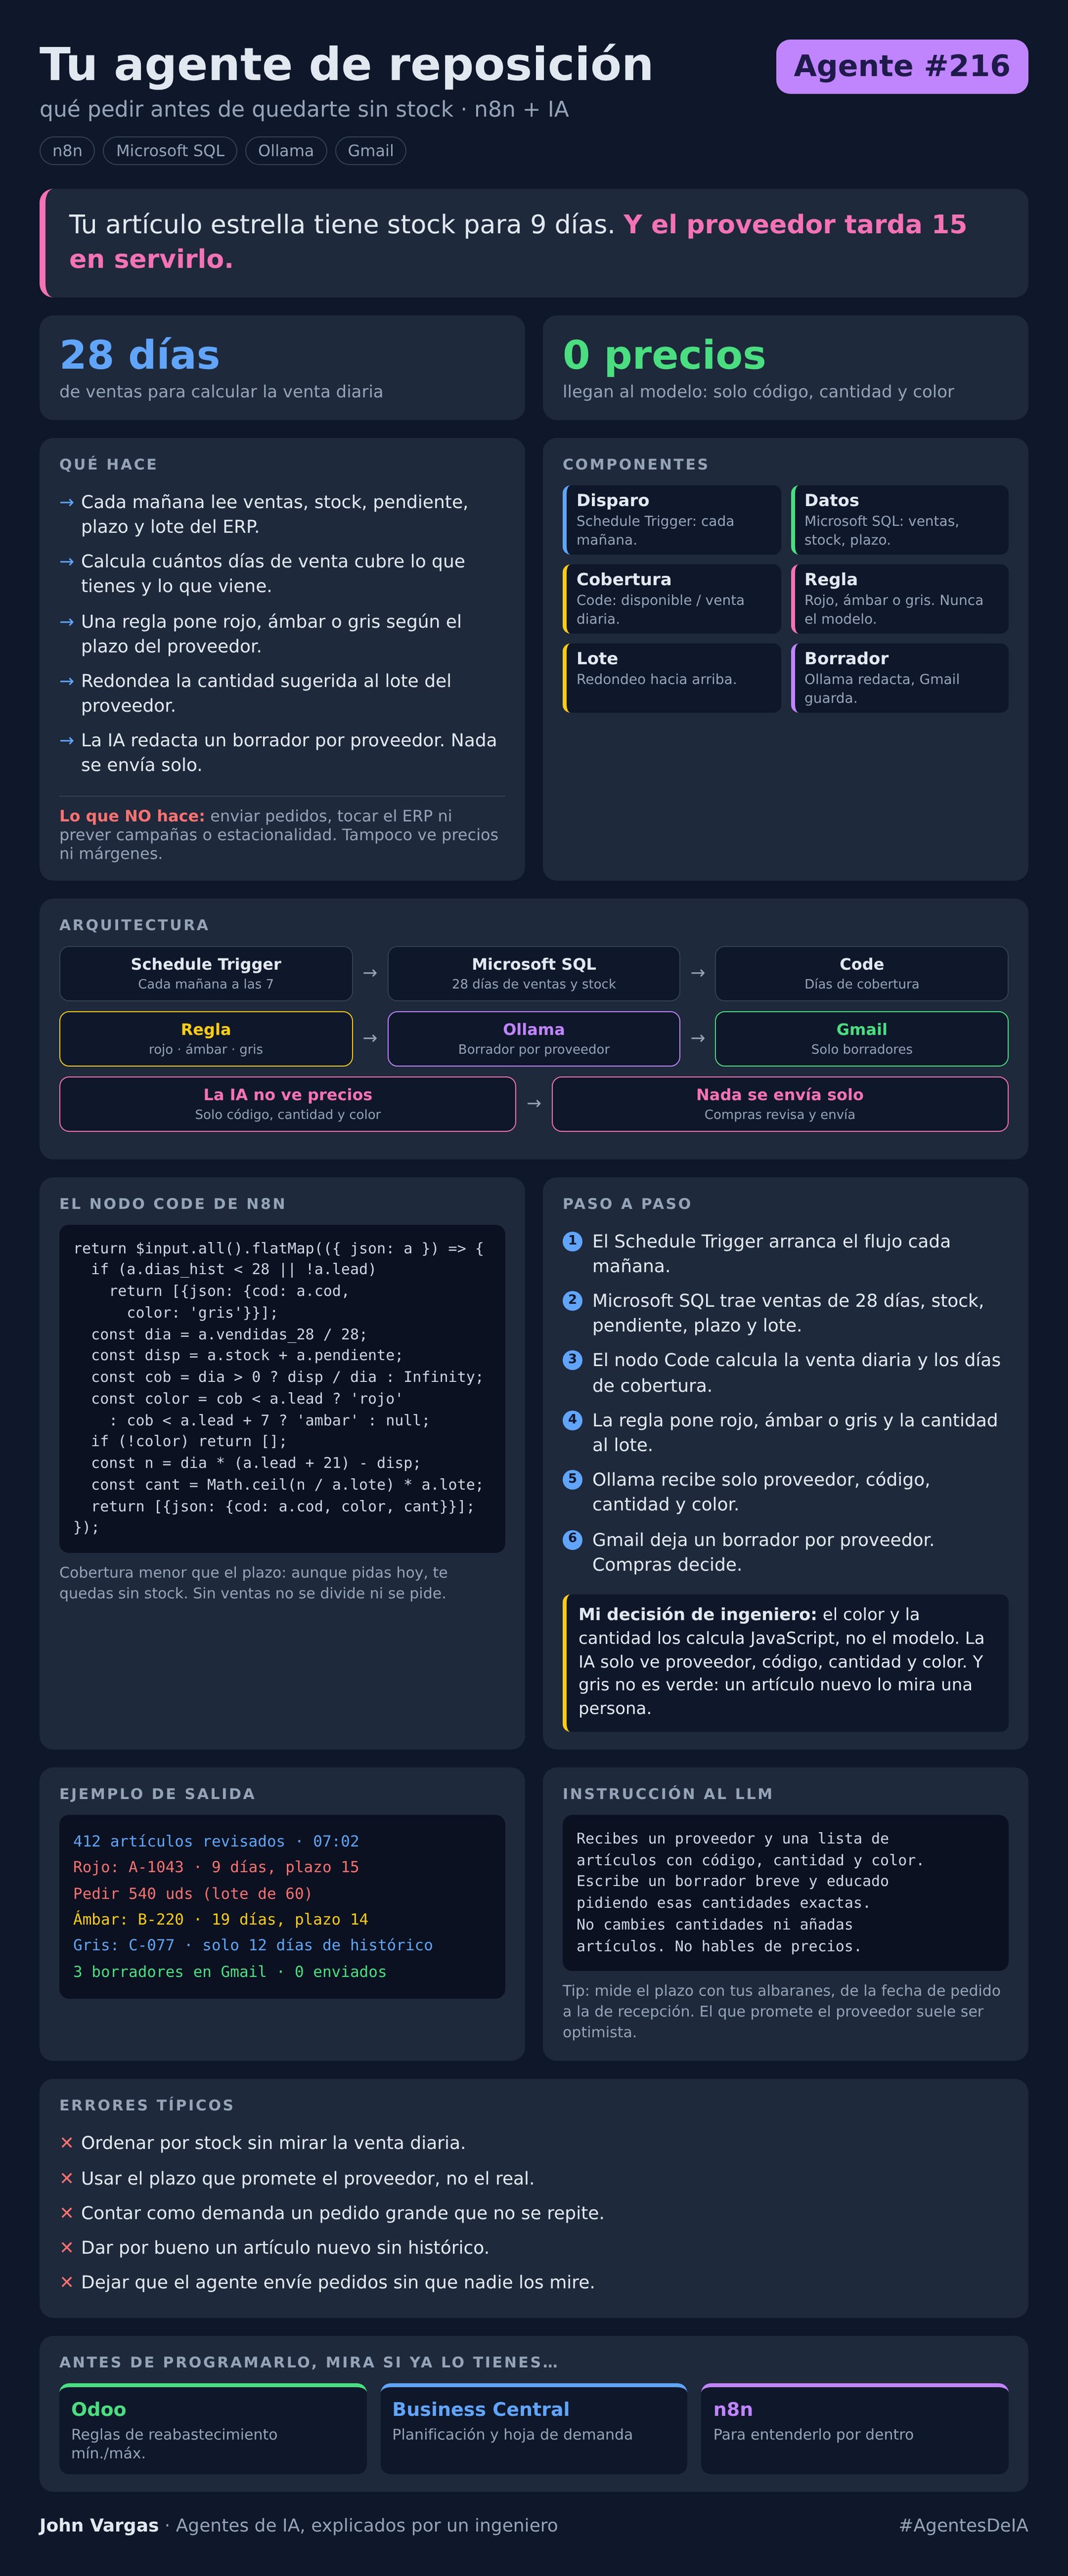 Tu agente de reposición
Agente #216
qué pedir antes de quedarte sin stock · n8n + IA
n8n
Microsoft SQL
Ollama
Gmail
Tu artículo estrella tiene stock para 9 días. Y el proveedor tarda 15
en servirlo.
28 días
de ventas para calcular la venta diaria
0 precios
llegan al modelo: solo código, cantidad y color
QUÉ HACE
→ Cada mañana lee ventas, stock, pendiente,
plazo y lote del ERP.
→ Calcula cuántos días de venta cubre lo que
tienes y lo que viene.
→ Una regla pone rojo, ámbar o gris según el
plazo del proveedor.
→ Redondea la cantidad sugerida al lote del
proveedor.
→ La IA redacta un borrador por proveedor. Nada
se envía solo.
Lo que NO hace: enviar pedidos, tocar el ERP ni
prever campañas o estacionalidad. Tampoco ve precios
ni márgenes.
COMPONENTES
Disparo
Schedule Trigger: cada
mañana.
Datos
Microsoft SQL: ventas,
stock, plazo.
Cobertura
Code: disponible / venta
diaria.
Regla
Rojo, ámbar o gris. Nunca
el modelo.
Lote
Redondeo hacia arriba.
Borrador
Ollama redacta, Gmail
guarda.
ARQUITECTURA
Schedule Trigger
Cada mañana a las 7
→
Microsoft SQL
28 días de ventas y stock
→
Code
Días de cobertura
Regla
rojo · ámbar · gris
→
Ollama
Borrador por proveedor
→
Gmail
Solo borradores
La IA no ve precios
Solo código, cantidad y color
→
Nada se envía solo
Compras revisa y envía
EL NODO CODE DE N8N
return $input.all().flatMap(({ json: a }) => {
if (a.dias_hist < 28 || !a.lead)
return [{json: {cod: a.cod,
color: 'gris'}}];
const dia = a.vendidas_28 / 28;
const disp = a.stock + a.pendiente;
const cob = dia > 0 ? disp / dia : Infinity;
const color = cob < a.lead ? 'rojo'
: cob < a.lead + 7 ? 'ambar' : null;
if (!color) return [];
const n = dia * (a.lead + 21) - disp;
const cant = Math.ceil(n / a.lote) * a.lote;
return [{json: {cod: a.cod, color, cant}}];
});
Cobertura menor que el plazo: aunque pidas hoy, te
quedas sin stock. Sin ventas no se divide ni se pide.
PASO A PASO
1 El Schedule Trigger arranca el flujo cada
mañana.
2 Microsoft SQL trae ventas de 28 días, stock,
pendiente, plazo y lote.
3 El nodo Code calcula la venta diaria y los días
de cobertura.
4 La regla pone rojo, ámbar o gris y la cantidad
al lote.
5 Ollama recibe solo proveedor, código,
cantidad y color.
6 Gmail deja un borrador por proveedor.
Compras decide.
Mi decisión de ingeniero: el color y la
cantidad los calcula JavaScript, no el modelo. La
IA solo ve proveedor, código, cantidad y color. Y
gris no es verde: un artículo nuevo lo mira una
persona.
EJEMPLO DE SALIDA
412 artículos revisados · 07:02
Rojo: A-1043 · 9 días, plazo 15
Pedir 540 uds (lote de 60)
Ámbar: B-220 · 19 días, plazo 14
Gris: C-077 · solo 12 días de histórico
3 borradores en Gmail · 0 enviados
INSTRUCCIÓN AL LLM
Recibes un proveedor y una lista de
artículos con código, cantidad y color.
Escribe un borrador breve y educado
pidiendo esas cantidades exactas.
No cambies cantidades ni añadas
artículos. No hables de precios.
Tip: mide el plazo con tus albaranes, de la fecha de pedido
a la de recepción. El que promete el proveedor suele ser
optimista.
ERRORES TÍPICOS
✕ Ordenar por stock sin mirar la venta diaria.
✕ Usar el plazo que promete el proveedor, no el real.
✕ Contar como demanda un pedido grande que no se repite.
✕ Dar por bueno un artículo nuevo sin histórico.
✕ Dejar que el agente envíe pedidos sin que nadie los mire.
ANTES DE PROGRAMARLO, MIRA SI YA LO TIENES…
Odoo
Reglas de reabastecimiento
mín./máx.
Business Central
Planificación y hoja de demanda
n8n
Para entenderlo por dentro
John Vargas · Agentes de IA, explicados por un ingeniero
#AgentesDeIA